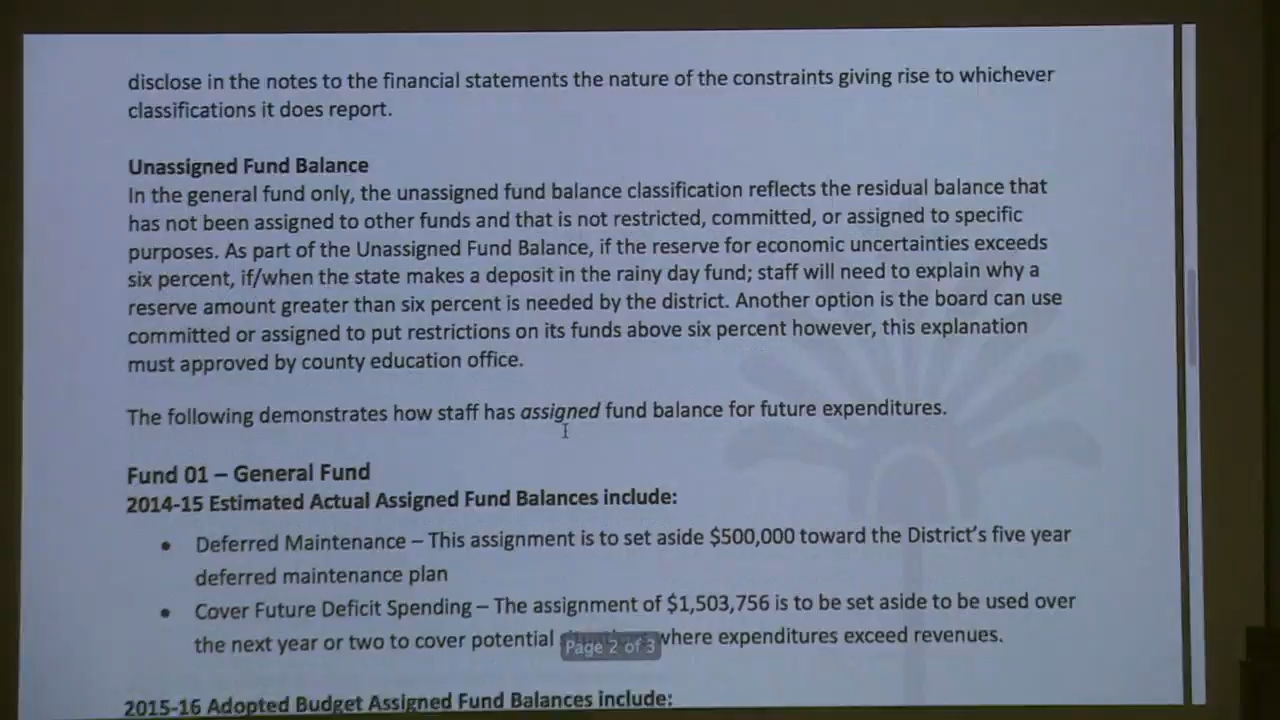 disclose in the notes to the financial statements the nature of the constraints giving rise to whichever
classifications it does report.
Unassigned Fund Balance
In the general fund only, the unassigned fund balance classification reflects the residual balance that
has not been assigned to other funds and that is not restricted, committed, or assigned to specific
purposes. As part of the Unassigned Fund Balance, if the reserve for economic uncertainties exceeds
six percent, if/when the state makes a deposit in the rainy day fund; staff will need to explain why a
reserve amount greater than six percent is needed by the district. Another option is the board can use
committed or assigned to put restrictions on its funds above six percent however, this explanation
must approved by county education office.
The following demonstrates how staff has assigned fund balance for future expenditures.
Fund 01 – General Fund
2014-15 Estimated Actual Assigned Fund Balances include:
• Deferred Maintenance – This assignment is to set aside $500,000 toward the District's five year
deferred maintenance plan
• Cover Future Deficit Spending – The assignment of $1,503,756 is to be set aside to be used over
the next year or two to cover potential where expenditures exceed revenues.
Page 2 of 3
2015-16 Adopted Budget Assigned Fund Balances include: